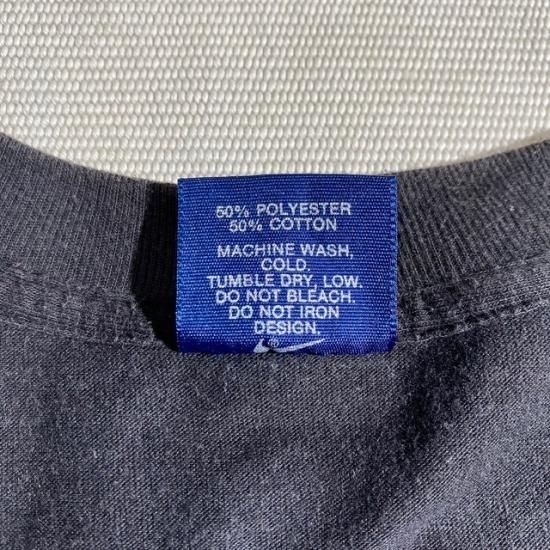 50% POLYESTER
50% COTTON
MACHINE WASH,
COLD.
TUMBLE DRY, LOW.
DO NOT BLEACH.
DO NOT IRON
DESIGN.
®